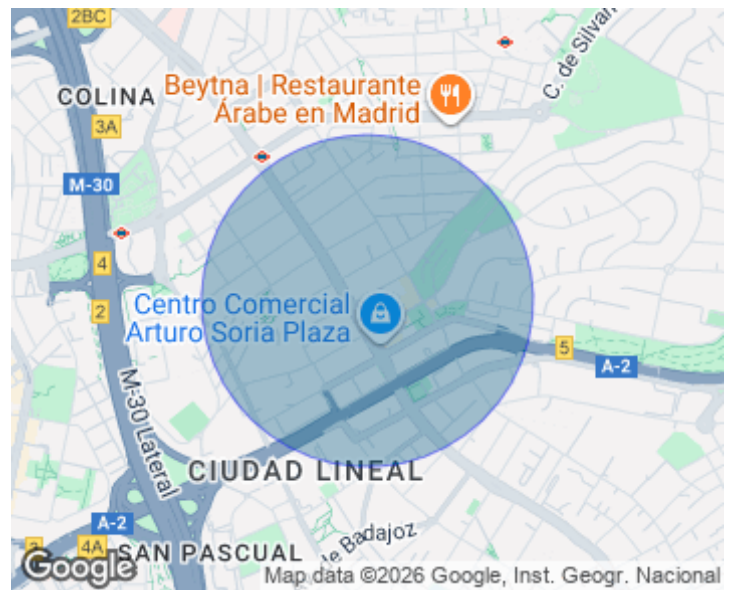 2BC
C. de Silvan
Beytna | Restaurante
Árabe en Madrid
COLINA
3A
M-30
4
2
Centro Comercial
Arturo Soria Plaza
5
A-2
M-30 Lateral
CIUDAD LINEAL
A-2
4A
SAN PASCUAL
de Badajoz
Google
Map data ©2026 Google, Inst. Geogr. Nacional